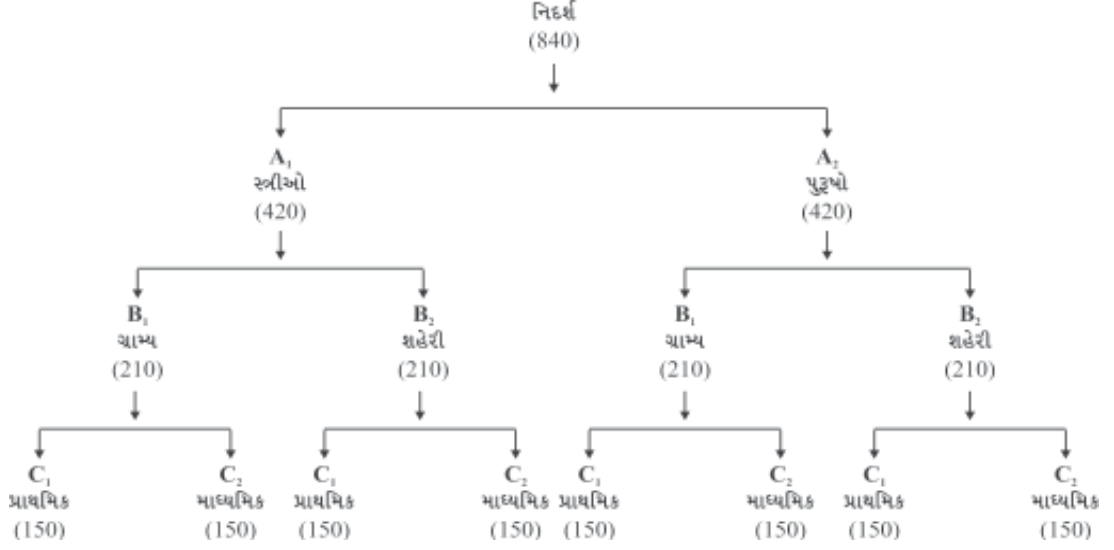 નિદર્શ
(840)
A₁ A₂
સ્ત્રીઓ પુરૂષો
(420) (420)
B₁ B₂ B₁ B₂
ગ્રામ્ય શહેરી ગ્રામ્ય શહેરી
(210) (210) (210) (210)
C₁ C₂ C₁ C₂ C₁ C₂ C₁ C₂
પ્રાથમિક માધ્યમિક પ્રાથમિક માધ્યમિક પ્રાથમિક માધ્યમિક પ્રાથમિક માધ્યમિક
(150) (150) (150) (150) (150) (150) (150) (150)